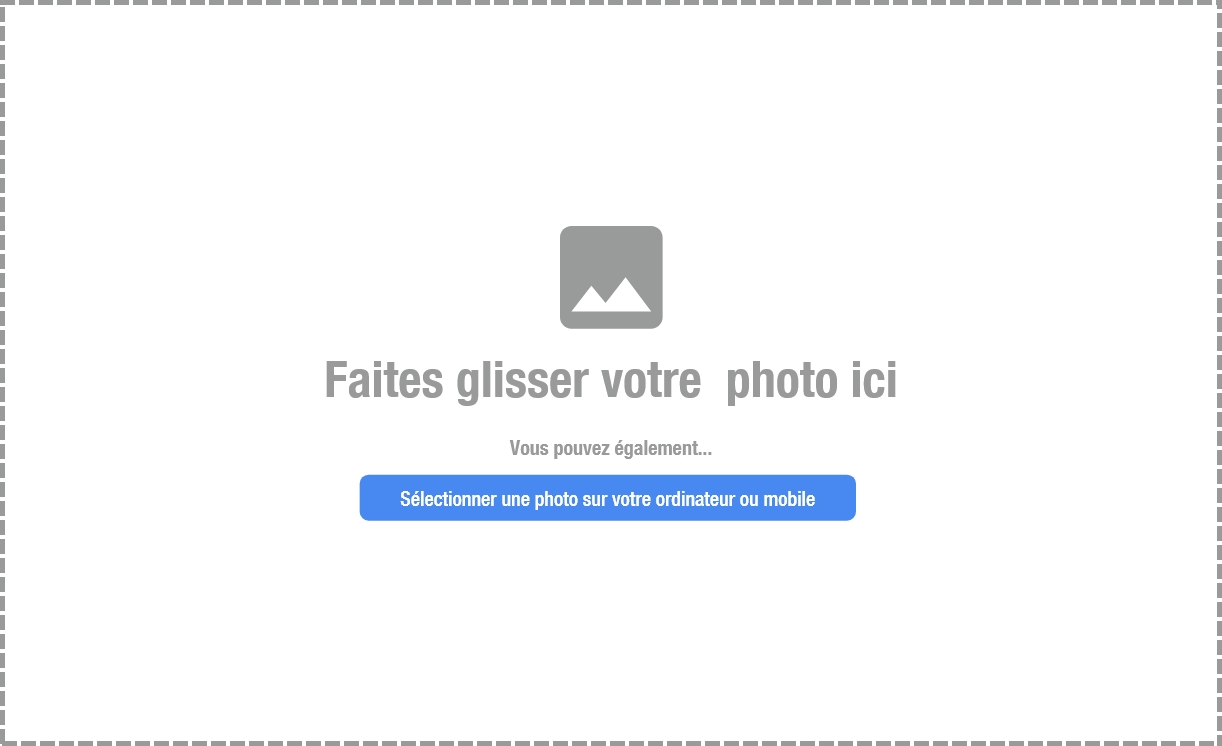 Faites glisser votre  photo ici
Vous pouvez également...
Sélectionner une photo sur votre ordinateur ou mobile